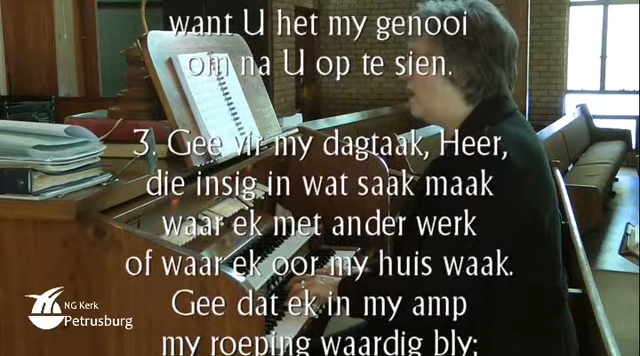 want U het my genooi
om na U op te sien.
3. Gee vir my dagtaak, Heer,
die insig in wat saak maak
waar ek met ander werk
of waar ek oor my huis waak.
Gee dat ek in my amp
my roeping waardig bly;
NG Kerk
Petrusburg